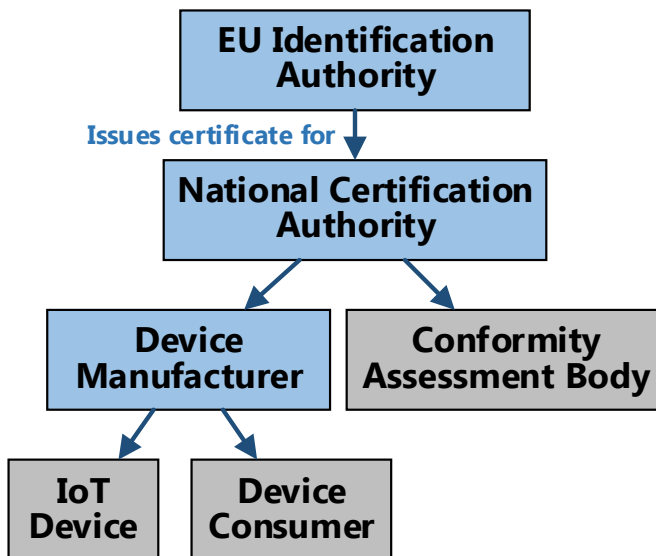 EU Identification
Authority
Issues certificate for
National Certification
Authority
Device
Manufacturer
Conformity
Assessment Body
IoT
Device
Device
Consumer